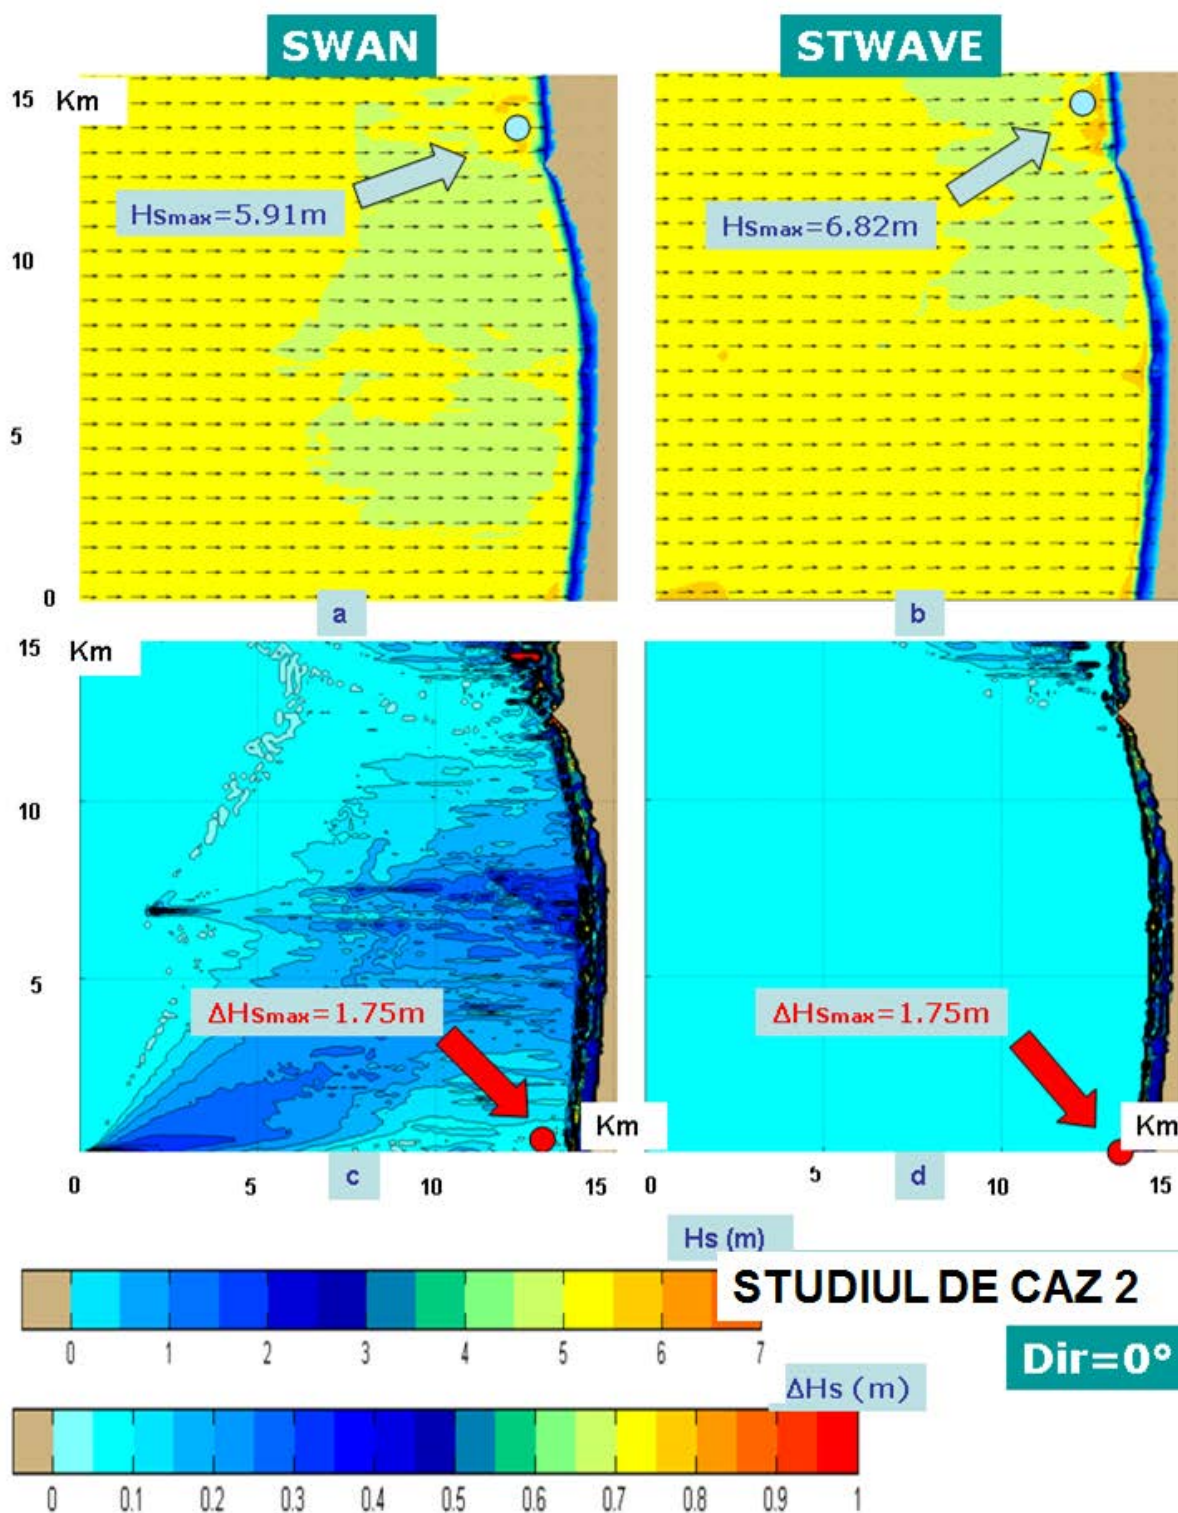 SWAN STWAVE
15 Km
Hsmax=5.91m Hsmax=6.82m
10
5
0
a b
15 Km
10
5
ΔHsmax=1.75m ΔHsmax=1.75m
Km Km
0 5 c 10 15 0 5 d 10 15
Hs (m)
STUDIUL DE CAZ 2
0 1 2 3 4 5 6 7
Dir=0°
ΔHs (m)
0 0.1 0.2 0.3 0.4 0.5 0.6 0.7 0.8 0.9 1